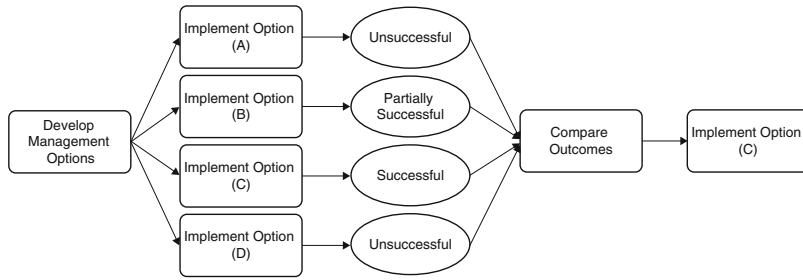 Develop
Management
Options
Implement Option
(A)
Unsuccessful
Implement Option
(B)
Partially
Successful
Implement Option
(C)
Successful
Implement Option
(D)
Unsuccessful
Compare
Outcomes
Implement Option
(C)